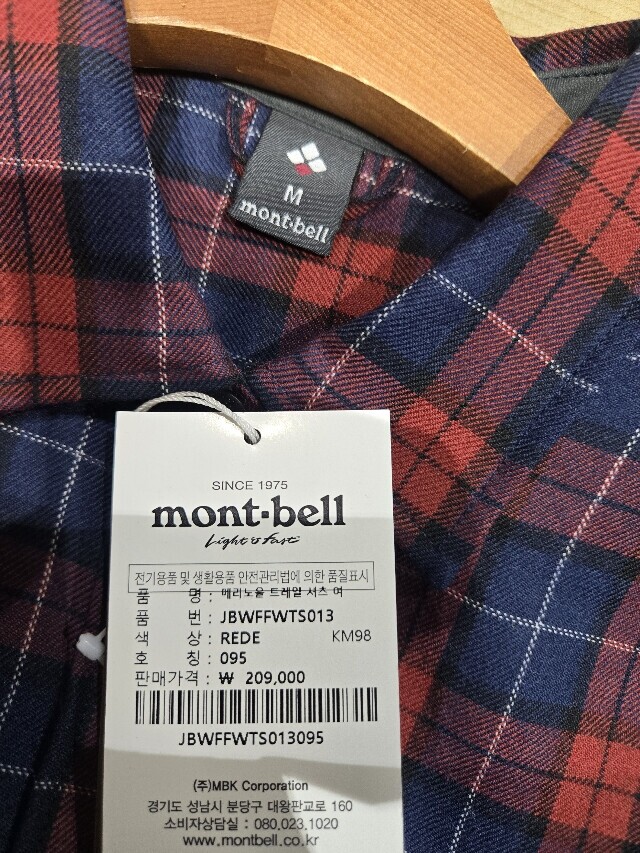 M
mont·bell
SINCE 1975
mont·bell
Light & Fast
전기용품 및 생활용품 안전관리법에 의한 품질표시
품 명 : 메리노울 트레일 셔츠 여
품 번 : JBWFFWTS013
색 상 : REDE KM98
호 칭 : 095
판매가격 : ₩ 209,000
JBWFFWTS013095
(주)MBK Corporation
경기도 성남시 분당구 대왕판교로 160
소비자상담실 : 080.023.1020
www.montbell.co.kr